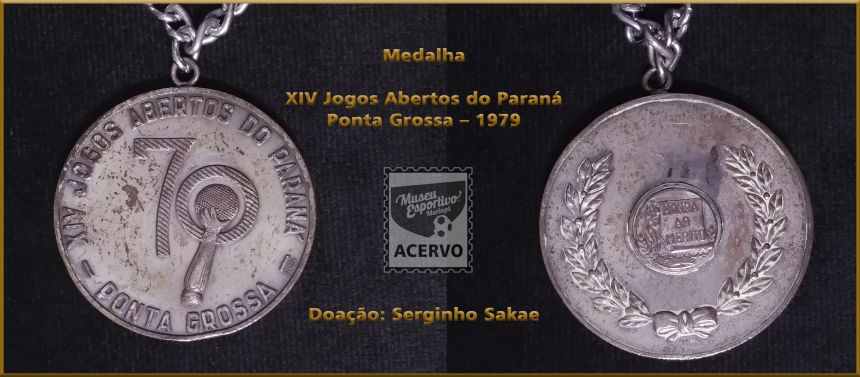 Medalha
XIV Jogos Abertos do Paraná
Ponta Grossa – 1979
XIV JOGOS ABERTOS DO PARANÁ
79
— PONTA GROSSA —
Museu
Esportivo
Maringá
ACERVO
HONRA
AO
MÉRITO
Doação: Serginho Sakae